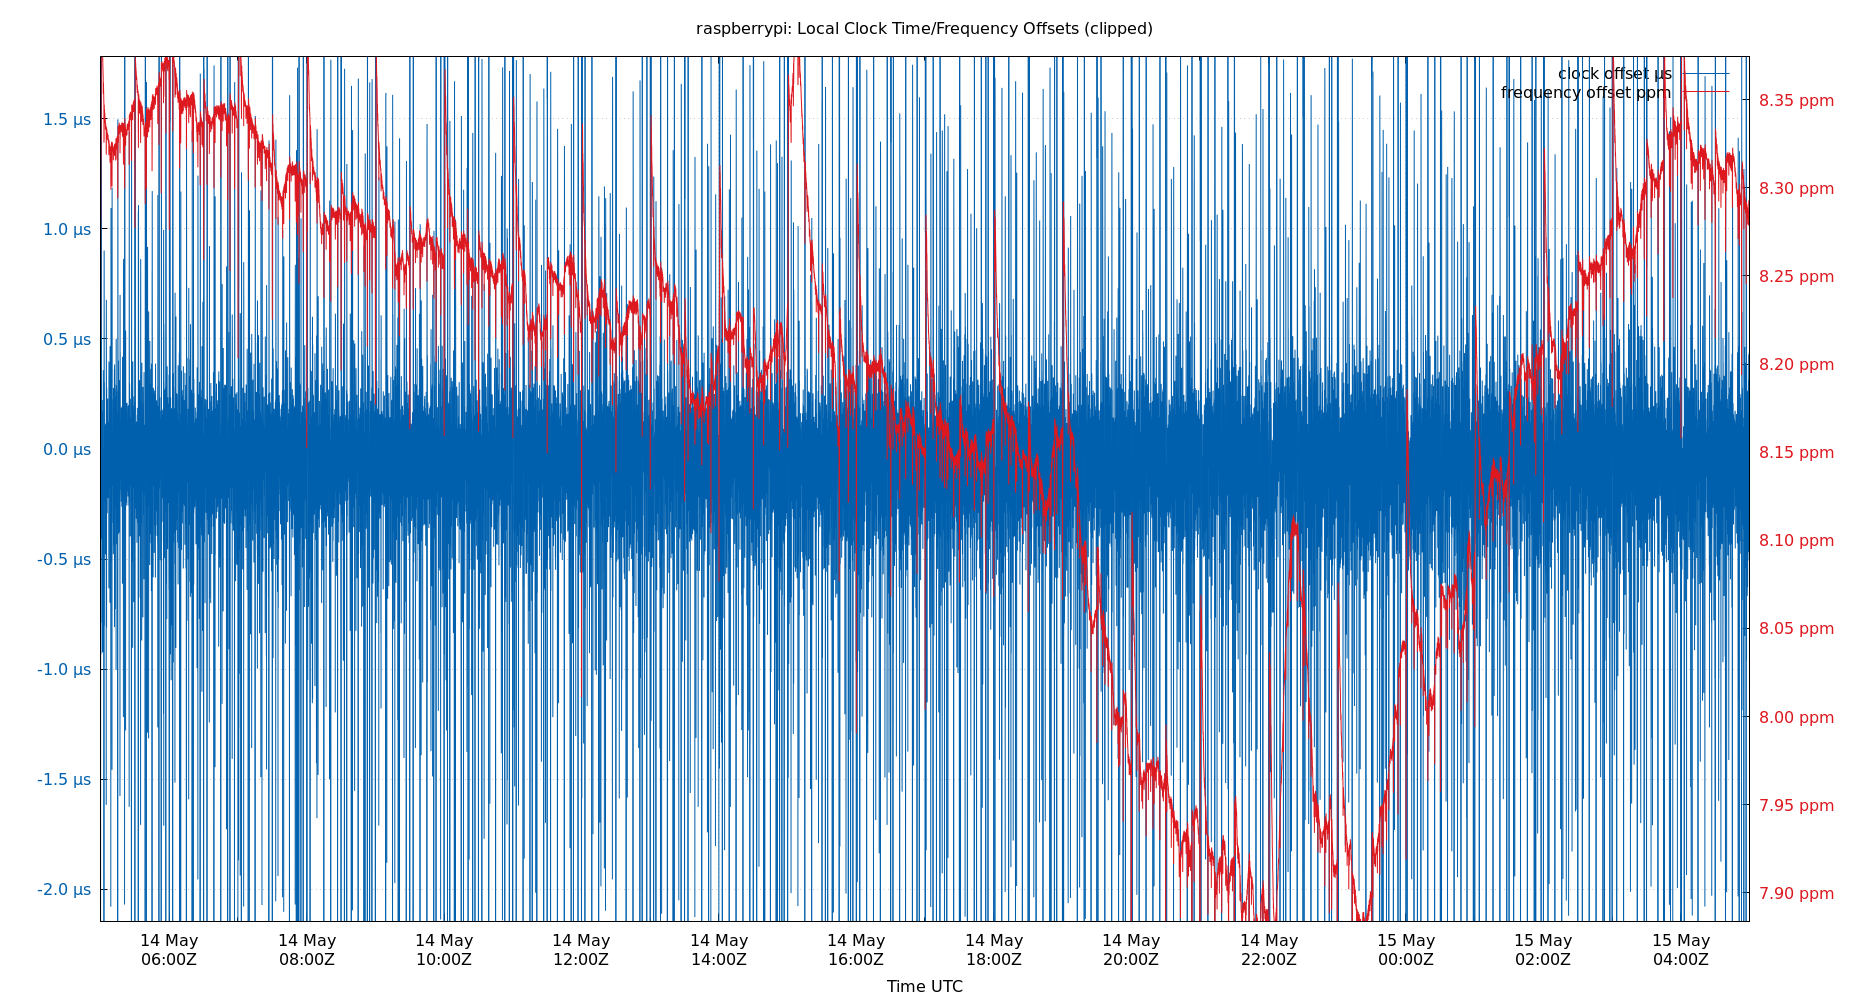 raspberrypi: Local Clock Time/Frequency Offsets (clipped)
clock offset µs
frequency offset ppm
1.5 µs
1.0 µs
0.5 µs
0.0 µs
-0.5 µs
-1.0 µs
-1.5 µs
-2.0 µs
8.35 ppm
8.30 ppm
8.25 ppm
8.20 ppm
8.15 ppm
8.10 ppm
8.05 ppm
8.00 ppm
7.95 ppm
7.90 ppm
14 May 14 May 14 May 14 May 14 May 14 May 14 May 14 May 14 May 15 May 15 May 15 May
06:00Z 08:00Z 10:00Z 12:00Z 14:00Z 16:00Z 18:00Z 20:00Z 22:00Z 00:00Z 02:00Z 04:00Z
Time UTC